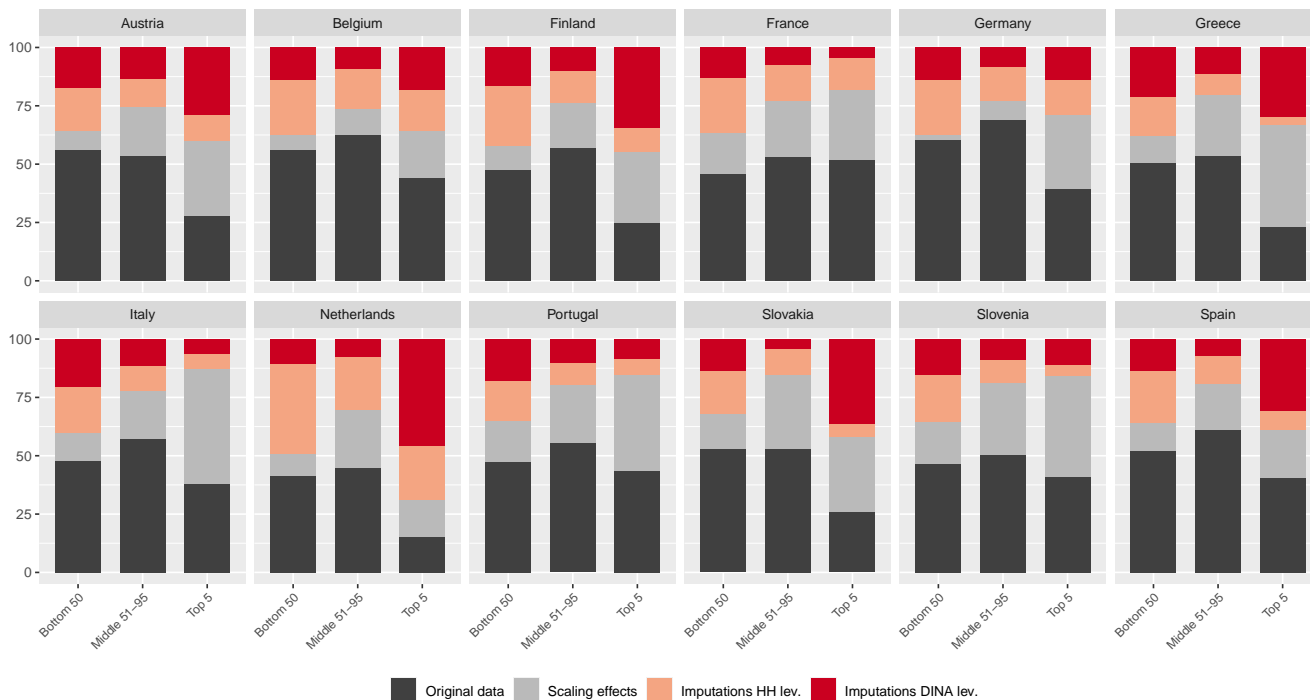 Austria Belgium Finland France Germany Greece
100
75
50
25
0
Italy Netherlands Portugal Slovakia Slovenia Spain
100
75
50
25
0
Bottom 50 Middle 51–95 Top 5 Bottom 50 Middle 51–95 Top 5 Bottom 50 Middle 51–95 Top 5 Bottom 50 Middle 51–95 Top 5 Bottom 50 Middle 51–95 Top 5 Bottom 50 Middle 51–95 Top 5
Original data Scaling effects Imputations HH lev. Imputations DINA lev.